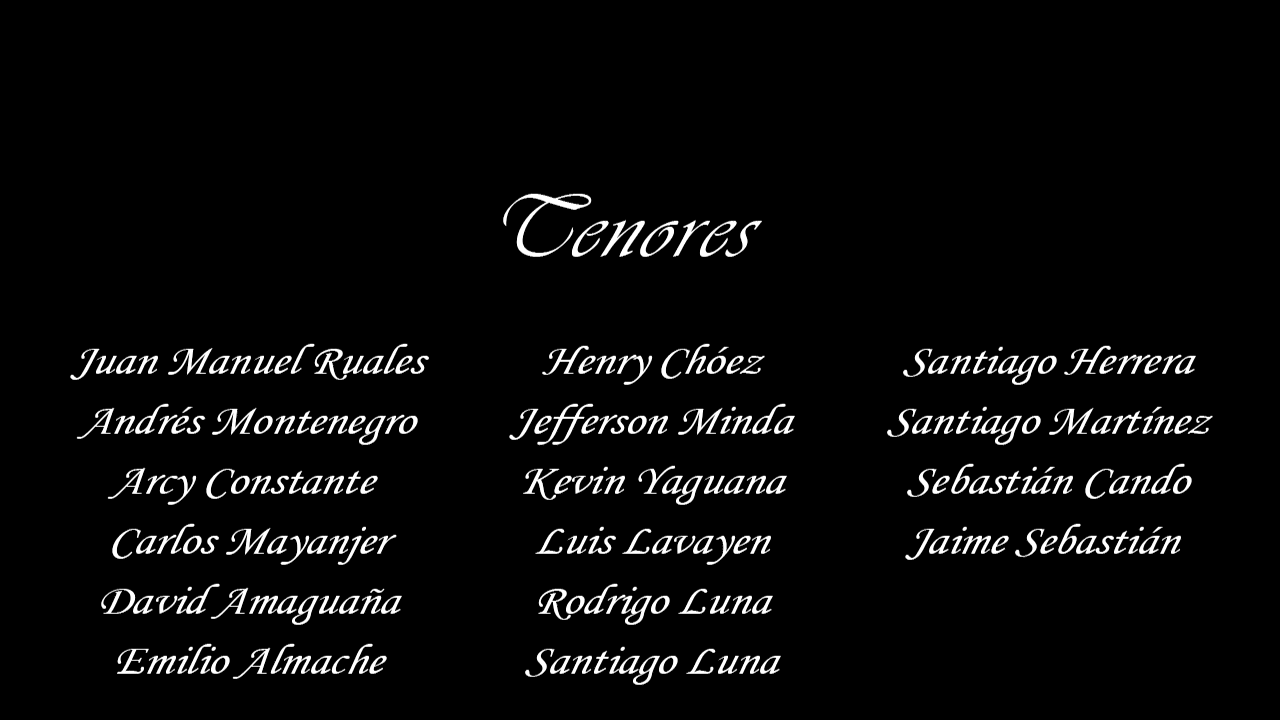 Tenores
Juan Manuel Ruales
Andrés Montenegro
Arcy Constante
Carlos Mayanjer
David Amaguaña
Emilio Almache
Henry Chóez
Jefferson Minda
Kevin Yaguana
Luis Lavayen
Rodrigo Luna
Santiago Luna
Santiago Herrera
Santiago Martínez
Sebastián Cando
Jaime Sebastián